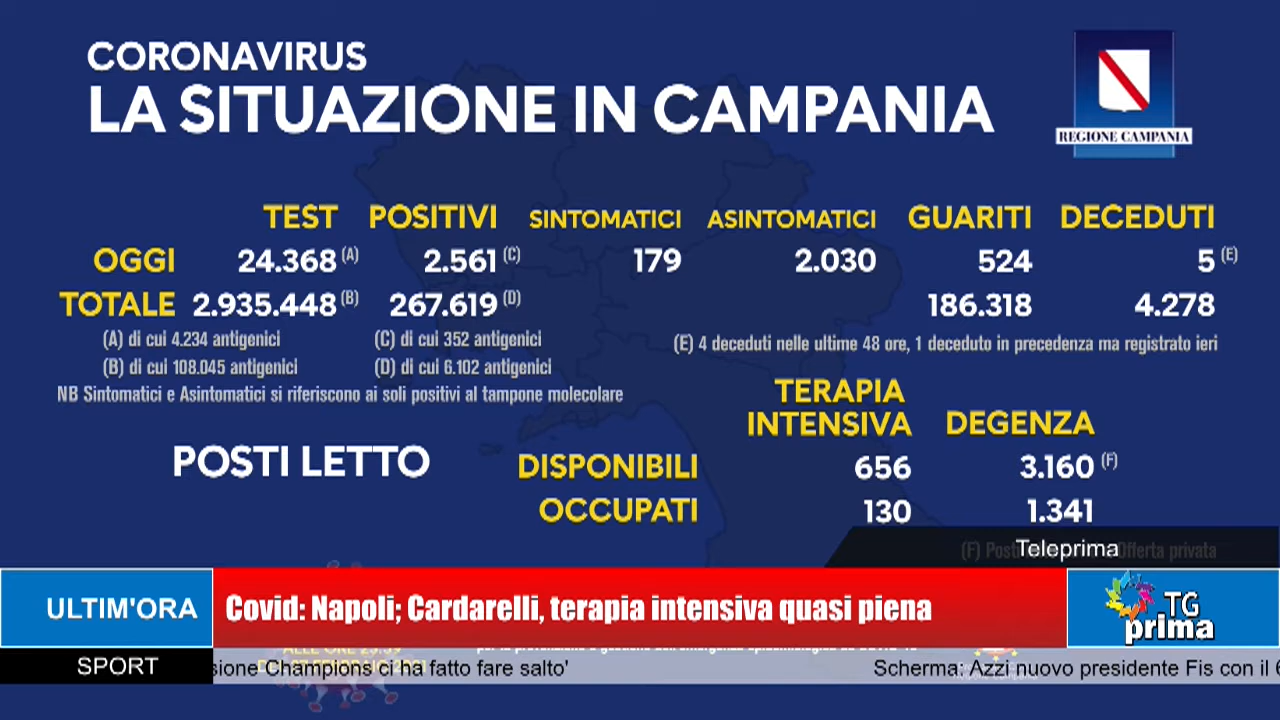 CORONAVIRUS
LA SITUAZIONE IN CAMPANIA
REGIONE CAMPANIA
TEST POSITIVI SINTOMATICI ASINTOMATICI GUARITI DECEDUTI
OGGI 24.368 (A) 2.561 (C) 179 2.030 524 5 (E)
TOTALE 2.935.448 (B) 267.619 (D) 186.318 4.278
(A) di cui 4.234 antigenici (C) di cui 352 antigenici (E) 4 deceduti nelle ultime 48 ore, 1 deceduto in precedenza ma registrato ieri
(B) di cui 108.045 antigenici (D) di cui 6.102 antigenici
NB Sintomatici e Asintomatici si riferiscono ai soli positivi al tampone molecolare
TERAPIA
INTENSIVA DEGENZA
POSTI LETTO DISPONIBILI 656 3.160 (F)
OCCUPATI 130 1.341
(F) Offerta privata
Teleprima
ULTIM'ORA Covid: Napoli; Cardarelli, terapia intensiva quasi piena TG
prima
SPORT sione Champions ci ha fatto fare salto' Scherma: Azzi nuovo presidente Fis con il